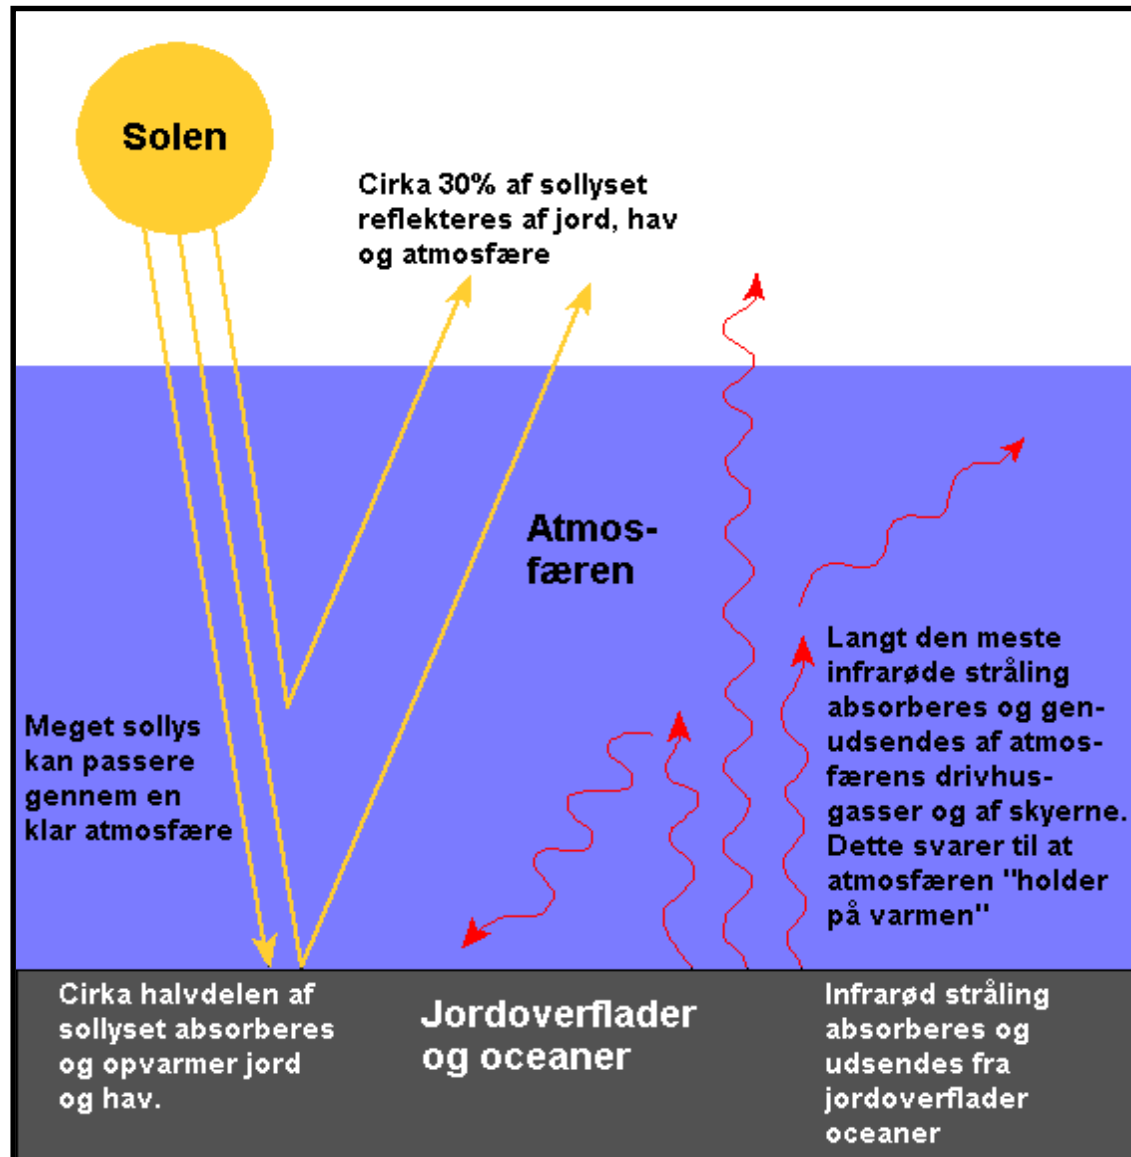 Solen
Cirka 30% af sollyset
reflekteres af jord, hav
og atmosfære
Atmos-
færen
Meget sollys
kan passere
gennem en
klar atmosfære
Langt den meste
infrarøde stråling
absorberes og gen-
udsendes af atmos-
færens drivhus-
gasser og af skyerne.
Dette svarer til at
atmosfæren "holder
på varmen"
Cirka halvdelen af
sollyset absorberes
og opvarmer jord
og hav.
Jordoverflader
og oceaner
Infrarød stråling
absorberes og
udsendes fra
jordoverflader
oceaner